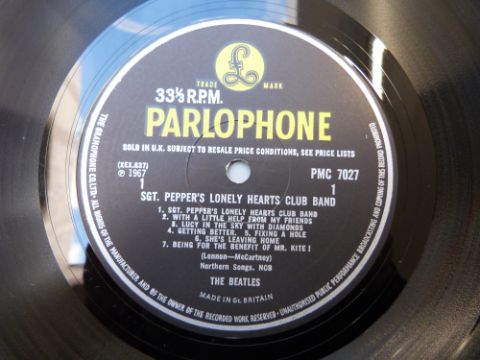 TRADE MARK
33⅓ R.P.M.
PARLOPHONE
SOLD IN U.K. SUBJECT TO RESALE PRICE CONDITIONS, SEE PRICE LISTS
(XEX.637)
℗ 1967
PMC 7027
1
1
SGT. PEPPER'S LONELY HEARTS CLUB BAND
1. SGT. PEPPER'S LONELY HEARTS CLUB BAND
2. WITH A LITTLE HELP FROM MY FRIENDS
3. LUCY IN THE SKY WITH DIAMONDS
4. GETTING BETTER. 5. FIXING A HOLE
6. SHE'S LEAVING HOME
7. BEING FOR THE BENEFIT OF MR. KITE !
(Lennon—McCartney)
Northern Songs. NCB
THE BEATLES
MADE IN GT. BRITAIN
THE GRAMOPHONE CO. LTD. ALL RIGHTS OF THE MANUFACTURER AND OF THE OWNER OF THE RECORDED WORK RESERVED · UNAUTHORISED PUBLIC PERFORMANCE, BROADCASTING AND COPYING OF THIS RECORD PROHIBITED